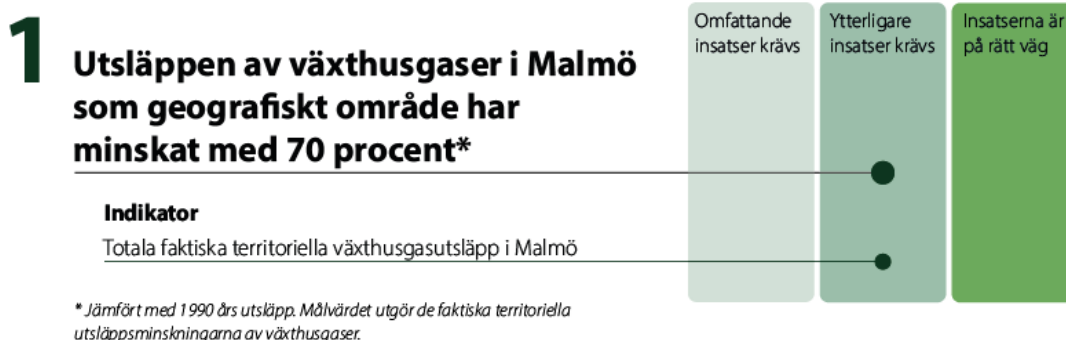 1
Utsläppen av växthusgaser i Malmö
som geografiskt område har
minskat med 70 procent*
Omfattande
insatser krävs
Ytterligare
insatser krävs
Insatserna är
på rätt väg
Indikator
Totala faktiska territoriella växthusgasutsläpp i Malmö
* Jämfört med 1990 års utsläpp. Målvärdet utgör de faktiska territoriella
utsläppsminskningarna av växthusgaser.